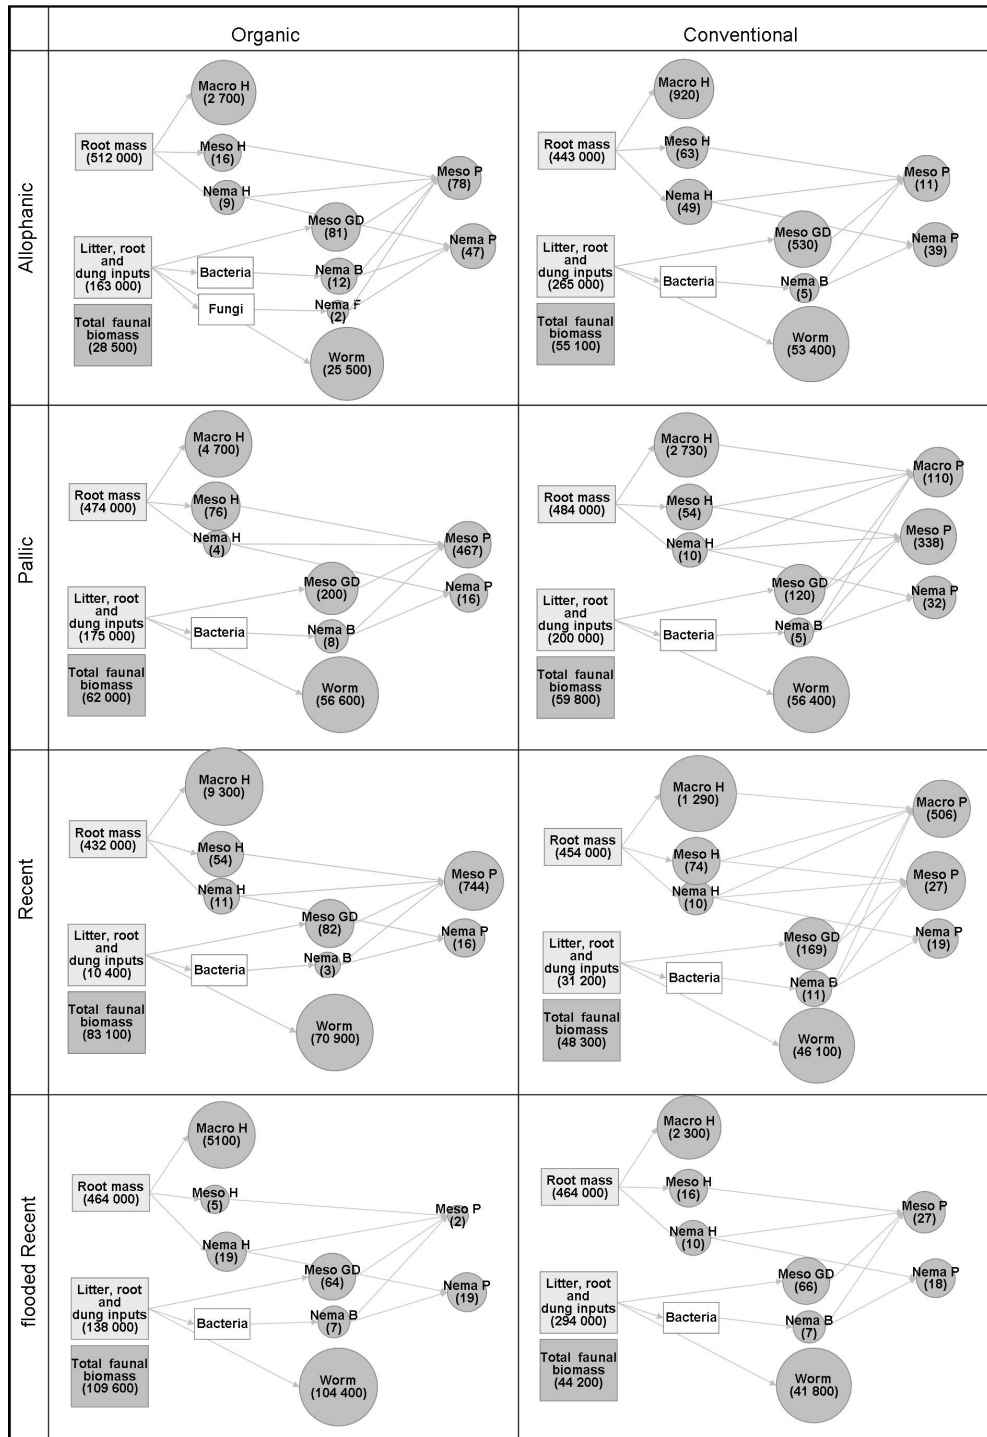 Organic
Conventional
Allophanic
Macro H
(2 700)
Root mass
(512 000)
Meso H
(16)
Nema H
(9)
Meso P
(78)
Meso GD
(81)
Nema P
(47)
Litter, root
and
dung inputs
(163 000)
Bacteria
Nema B
(12)
Fungi
Nema F
(2)
Total faunal
biomass
(28 500)
Worm
(25 500)
Macro H
(920)
Root mass
(443 000)
Meso H
(63)
Nema H
(49)
Meso P
(11)
Meso GD
(530)
Nema P
(39)
Litter, root
and
dung inputs
(265 000)
Bacteria
Nema B
(5)
Total faunal
biomass
(55 100)
Worm
(53 400)
Pallic
Macro H
(4 700)
Root mass
(474 000)
Meso H
(76)
Nema H
(4)
Meso P
(467)
Meso GD
(200)
Nema P
(16)
Litter, root
and
dung inputs
(175 000)
Bacteria
Nema B
(8)
Total faunal
biomass
(62 000)
Worm
(56 600)
Macro H
(2 730)
Macro P
(110)
Root mass
(484 000)
Meso H
(54)
Nema H
(10)
Meso P
(338)
Meso GD
(120)
Nema P
(32)
Litter, root
and
dung inputs
(200 000)
Bacteria
Nema B
(5)
Total faunal
biomass
(59 800)
Worm
(56 400)
Recent
Macro H
(9 300)
Root mass
(432 000)
Meso H
(54)
Nema H
(11)
Meso P
(744)
Meso GD
(82)
Nema P
(16)
Litter, root
and
dung inputs
(10 400)
Bacteria
Nema B
(3)
Total faunal
biomass
(83 100)
Worm
(70 900)
Macro H
(1 290)
Macro P
(506)
Root mass
(454 000)
Meso H
(74)
Nema H
(10)
Meso P
(27)
Meso GD
(169)
Nema P
(19)
Litter, root
and
dung inputs
(31 200)
Bacteria
Nema B
(11)
Total faunal
biomass
(48 300)
Worm
(46 100)
flooded Recent
Macro H
(5100)
Root mass
(464 000)
Meso H
(5)
Nema H
(19)
Meso P
(2)
Meso GD
(64)
Nema P
(19)
Litter, root
and
dung inputs
(138 000)
Bacteria
Nema B
(7)
Total faunal
biomass
(109 600)
Worm
(104 400)
Macro H
(2 300)
Root mass
(464 000)
Meso H
(16)
Nema H
(10)
Meso P
(27)
Meso GD
(66)
Nema P
(18)
Litter, root
and
dung inputs
(294 000)
Bacteria
Nema B
(7)
Total faunal
biomass
(44 200)
Worm
(41 800)